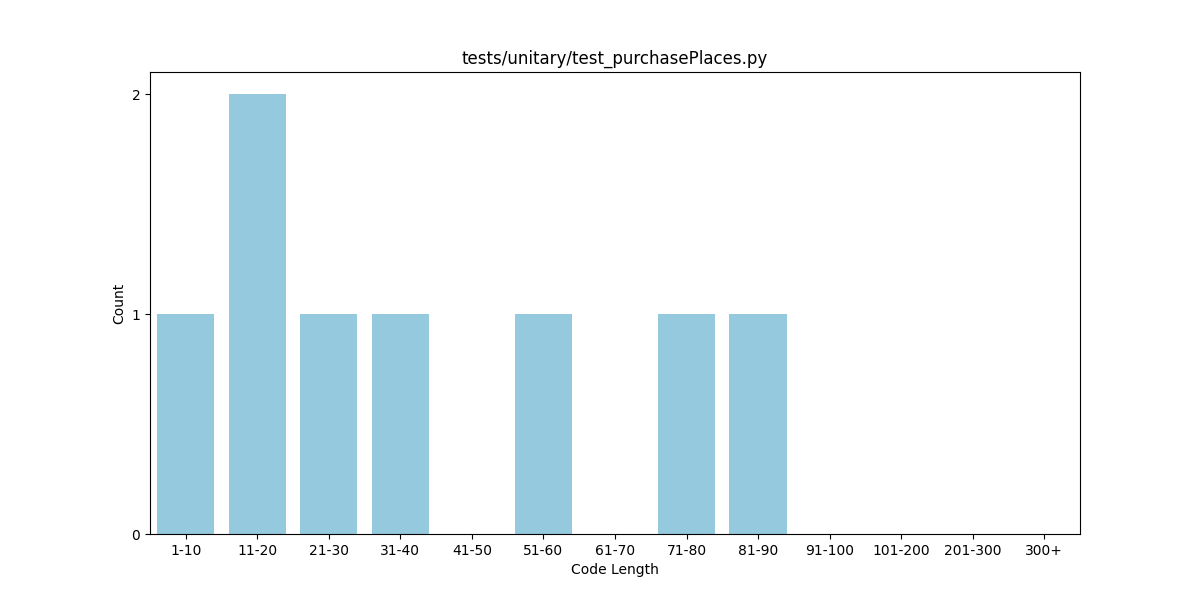 tests/unitary/test_purchasePlaces.py
2
1
0
Count
1-10 11-20 21-30 31-40 41-50 51-60 61-70 71-80 81-90 91-100 101-200 201-300 300+
Code Length